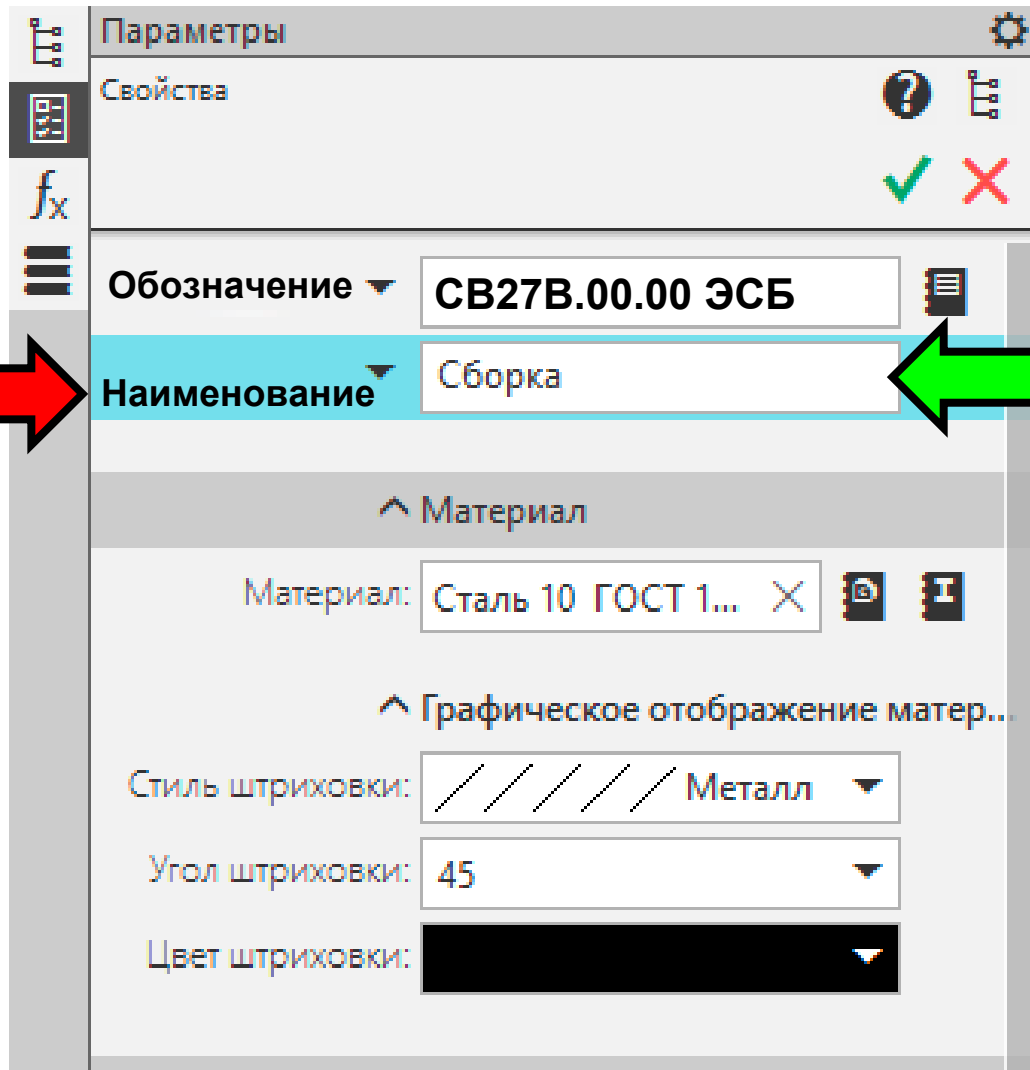 Параметры
Свойства
fx
Обозначение СВ27В.00.00 ЭСБ
Наименование Сборка
Материал
Материал: Сталь 10 ГОСТ 1...
Графическое отображение матер...
Стиль штриховки: Металл
Угол штриховки: 45
Цвет штриховки: